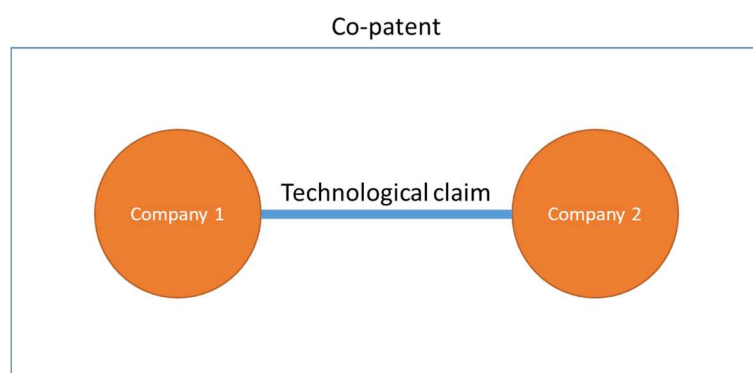 Co-patent
Technological claim
Company 1
Company 2